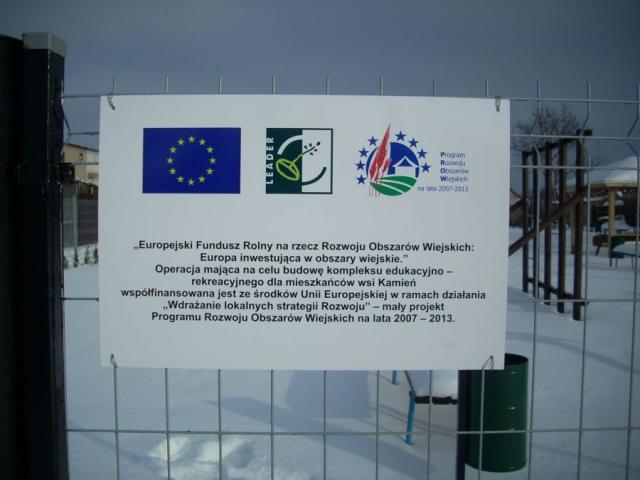 LEADER
Program
Rozwoju
Obszarów
Wiejskich
na lata 2007-2013
„Europejski Fundusz Rolny na rzecz Rozwoju Obszarów Wiejskich:
Europa inwestująca w obszary wiejskie.”
Operacja mająca na celu budowę kompleksu edukacyjno –
rekreacyjnego dla mieszkańców wsi Kamień
współfinansowana jest ze środków Unii Europejskiej w ramach działania
„Wdrażanie lokalnych strategii Rozwoju” – mały projekt
Programu Rozwoju Obszarów Wiejskich na lata 2007 – 2013.